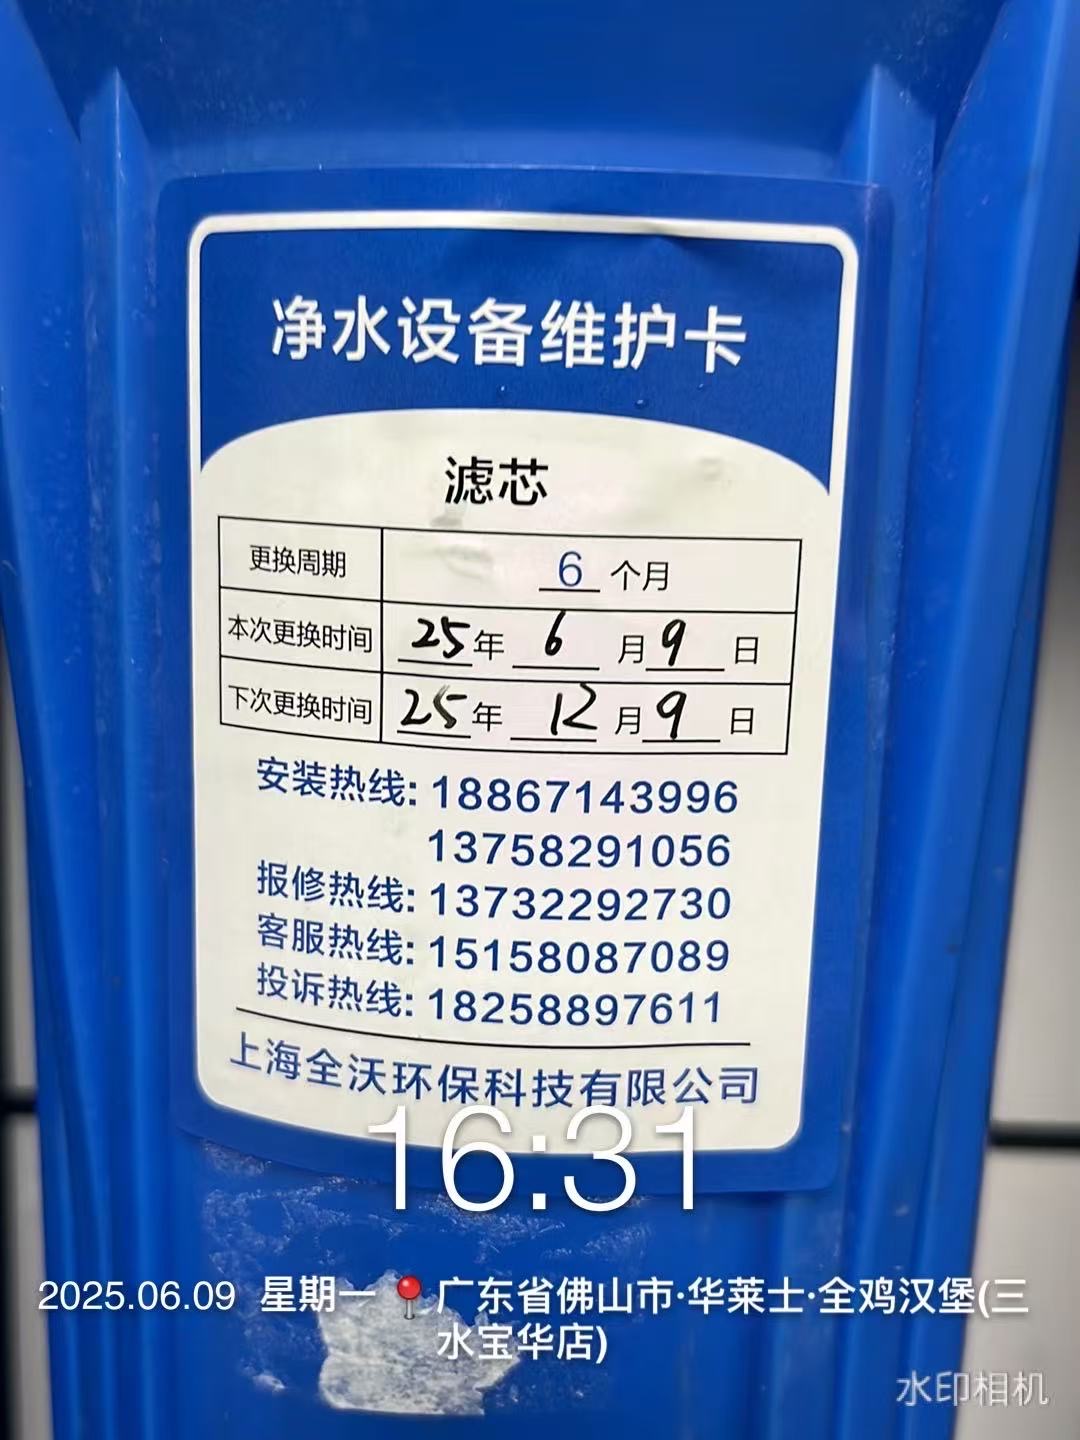 净水设备维护卡
滤芯
更换周期 6 个月
本次更换时间 25年 6 月 9 日
下次更换时间 25年 12 月 9 日
安装热线: 18867143996
13758291056
报修热线: 13732292730
客服热线: 15158087089
投诉热线: 18258897611
上海全沃环保科技有限公司
16:31
2025.06.09 星期一 📍广东省佛山市·华莱士·全鸡汉堡(三
水宝华店)
水印相机